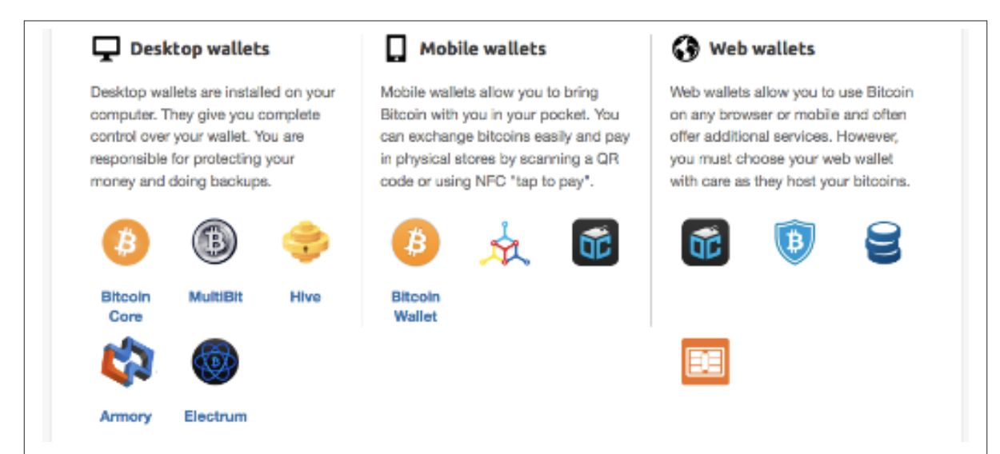 Desktop wallets
Desktop wallets are installed on your
computer. They give you complete
control over your wallet. You are
responsible for protecting your
money and doing backups.
Bitcoin
Core
MultiBit
Hive
Armory
Electrum
Mobile wallets
Mobile wallets allow you to bring
Bitcoin with you in your pocket. You
can exchange bitcoins easily and pay
in physical stores by scanning a QR
code or using NFC "tap to pay".
Bitcoin
Wallet
Web wallets
Web wallets allow you to use Bitcoin
on any browser or mobile and often
offer additional services. However,
you must choose your web wallet
with care as they host your bitcoins.